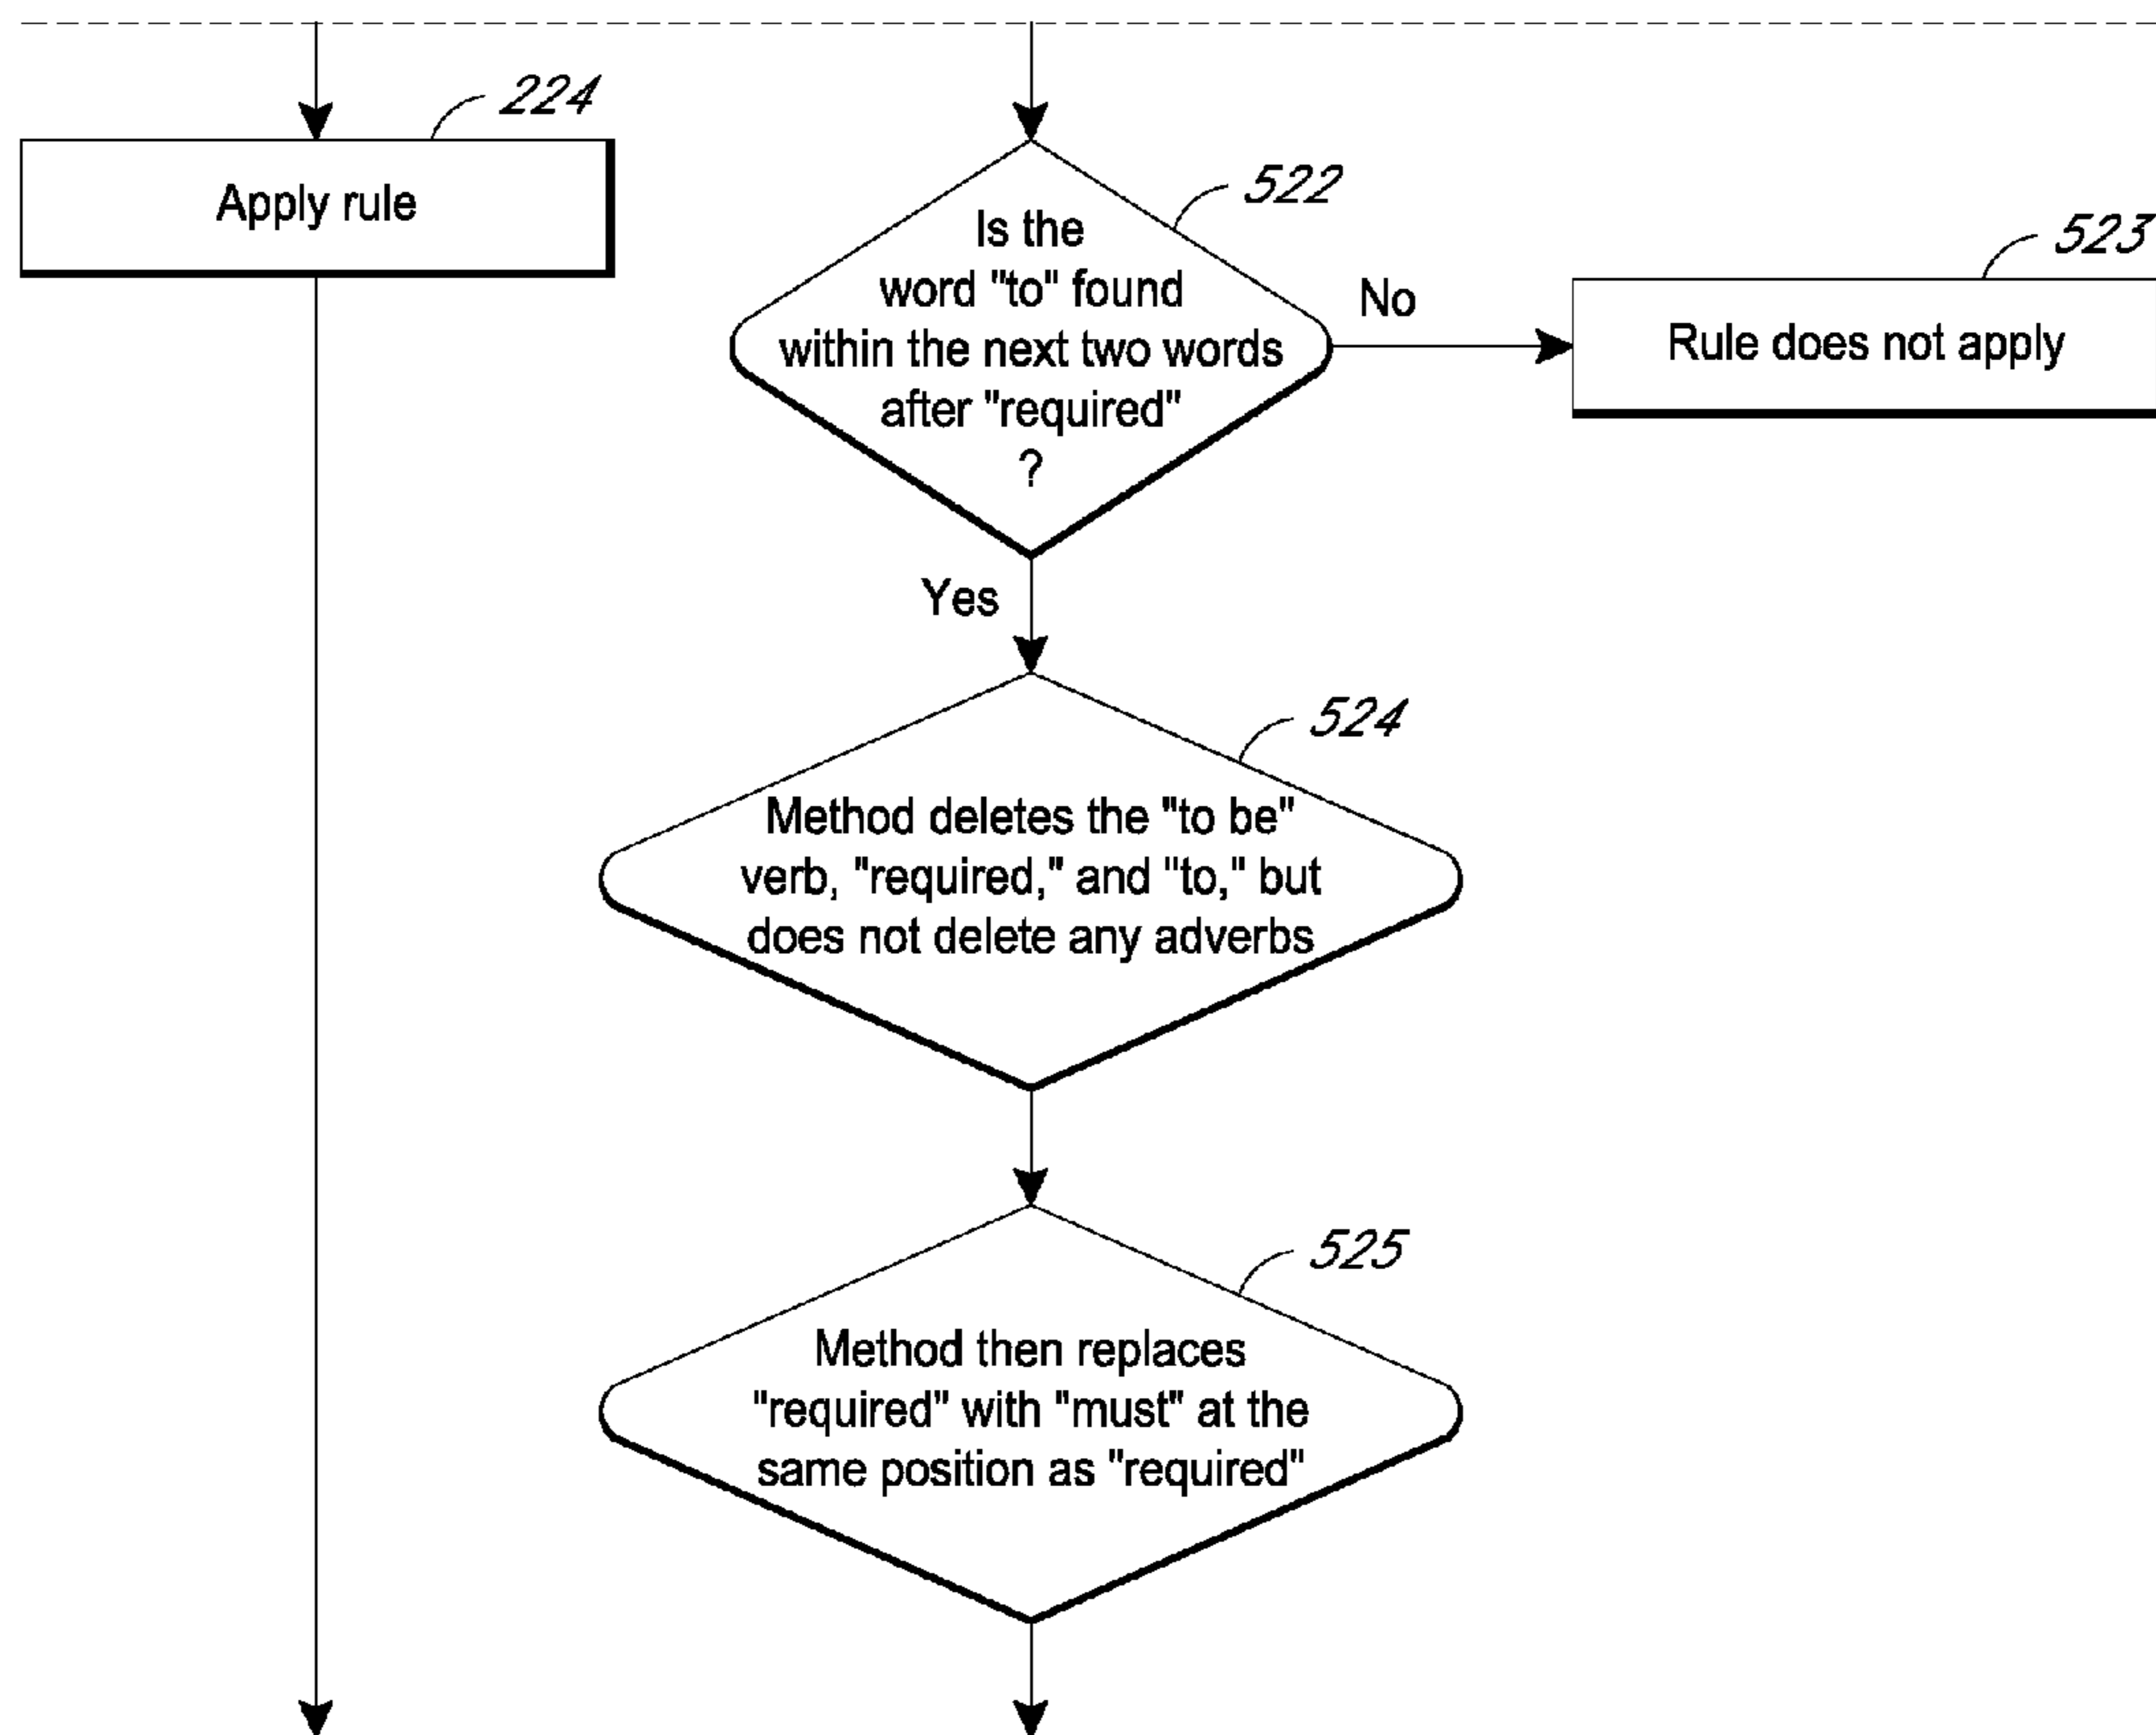 224
Apply rule
522
Is the
word "to" found
within the next two words
after "required"
?
No
523
Rule does not apply
Yes
524
Method deletes the "to be"
verb, "required," and "to," but
does not delete any adverbs
525
Method then replaces
"required" with "must" at the
same position as "required"